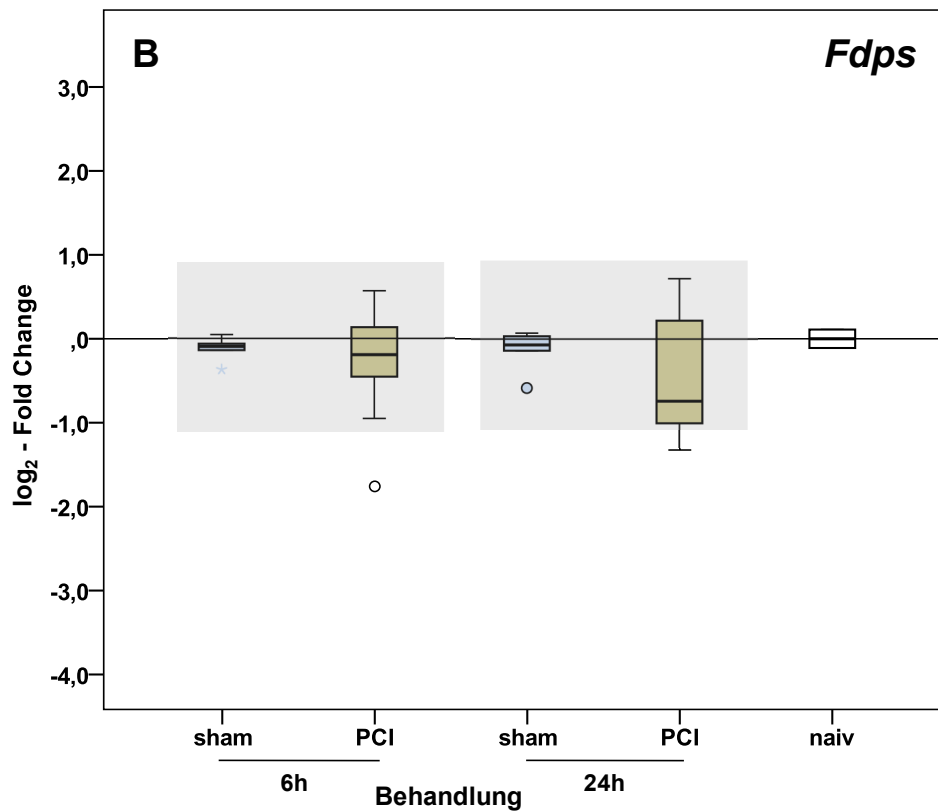 B
Fdps
3,0
2,0
1,0
,0
-1,0
-2,0
-3,0
-4,0
log₂ - Fold Change
sham PCI sham PCI naiv
6h 24h
Behandlung